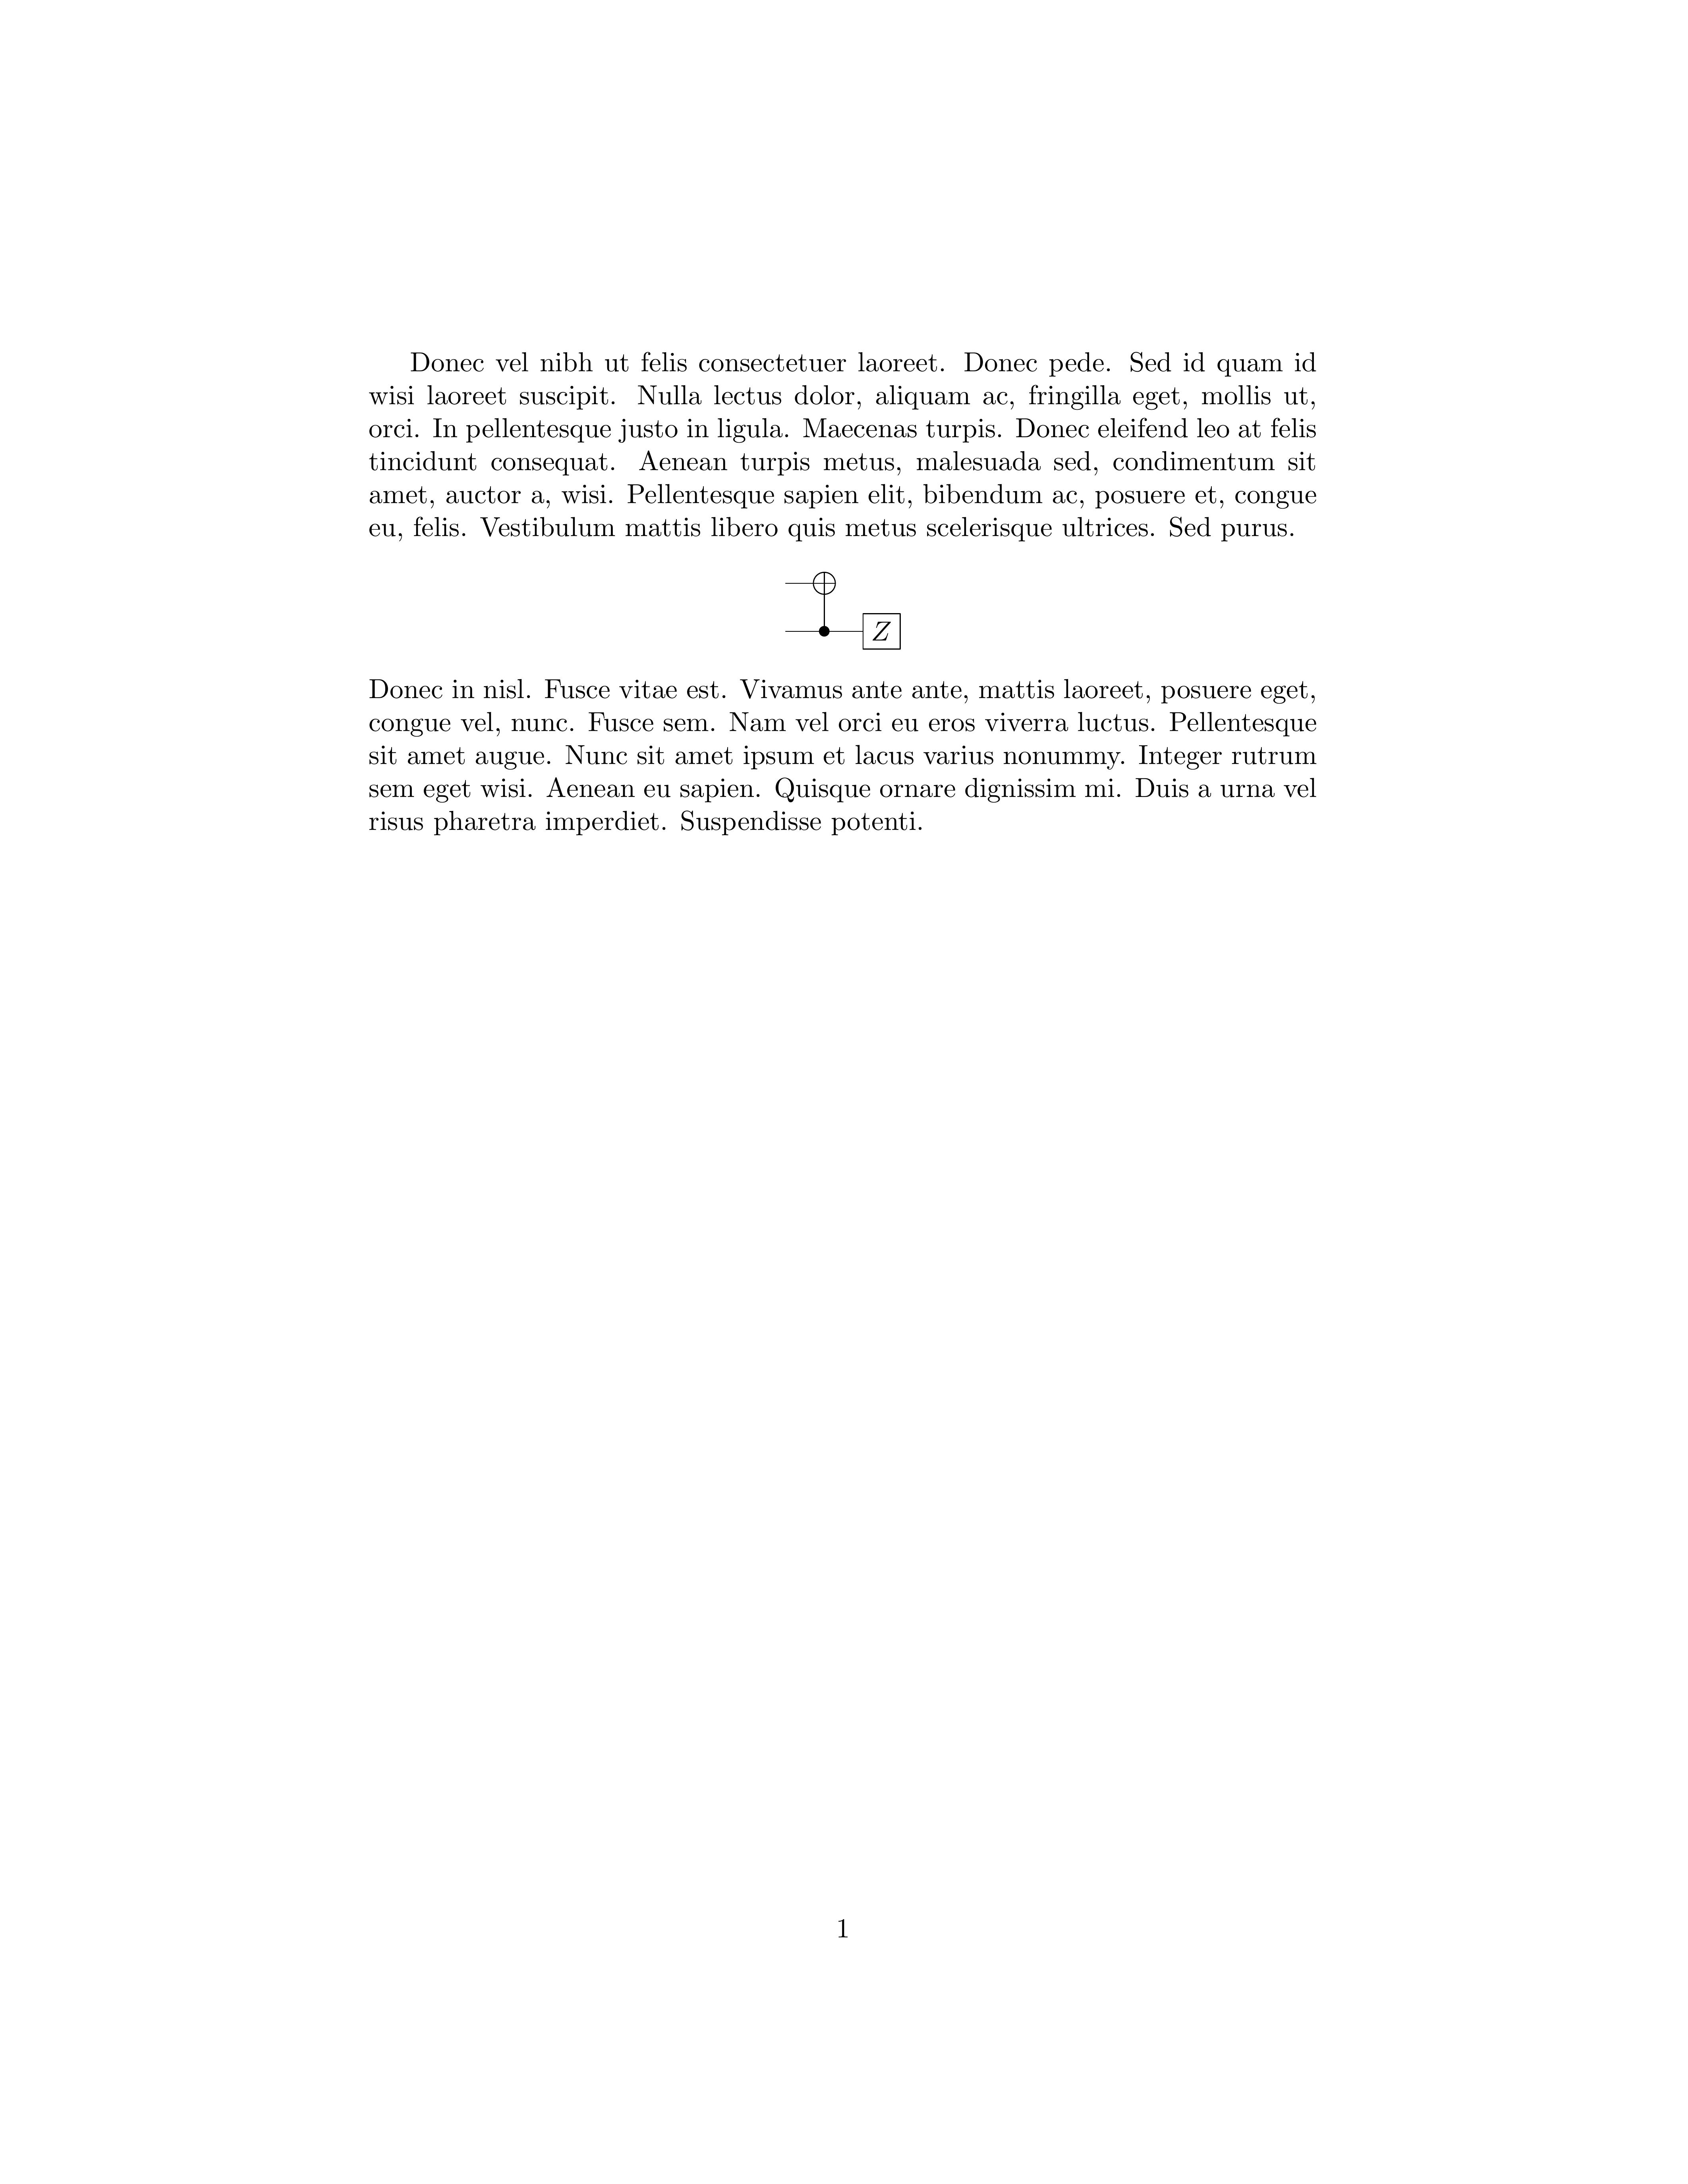 Donec vel nibh ut felis consectetuer laoreet. Donec pede. Sed id quam id
wisi laoreet suscipit. Nulla lectus dolor, aliquam ac, fringilla eget, mollis ut,
orci. In pellentesque justo in ligula. Maecenas turpis. Donec eleifend leo at felis
tincidunt consequat. Aenean turpis metus, malesuada sed, condimentum sit
amet, auctor a, wisi. Pellentesque sapien elit, bibendum ac, posuere et, congue
eu, felis. Vestibulum mattis libero quis metus scelerisque ultrices. Sed purus.
Z
Donec in nisl. Fusce vitae est. Vivamus ante ante, mattis laoreet, posuere eget,
congue vel, nunc. Fusce sem. Nam vel orci eu eros viverra luctus. Pellentesque
sit amet augue. Nunc sit amet ipsum et lacus varius nonummy. Integer rutrum
sem eget wisi. Aenean eu sapien. Quisque ornare dignissim mi. Duis a urna vel
risus pharetra imperdiet. Suspendisse potenti.
1